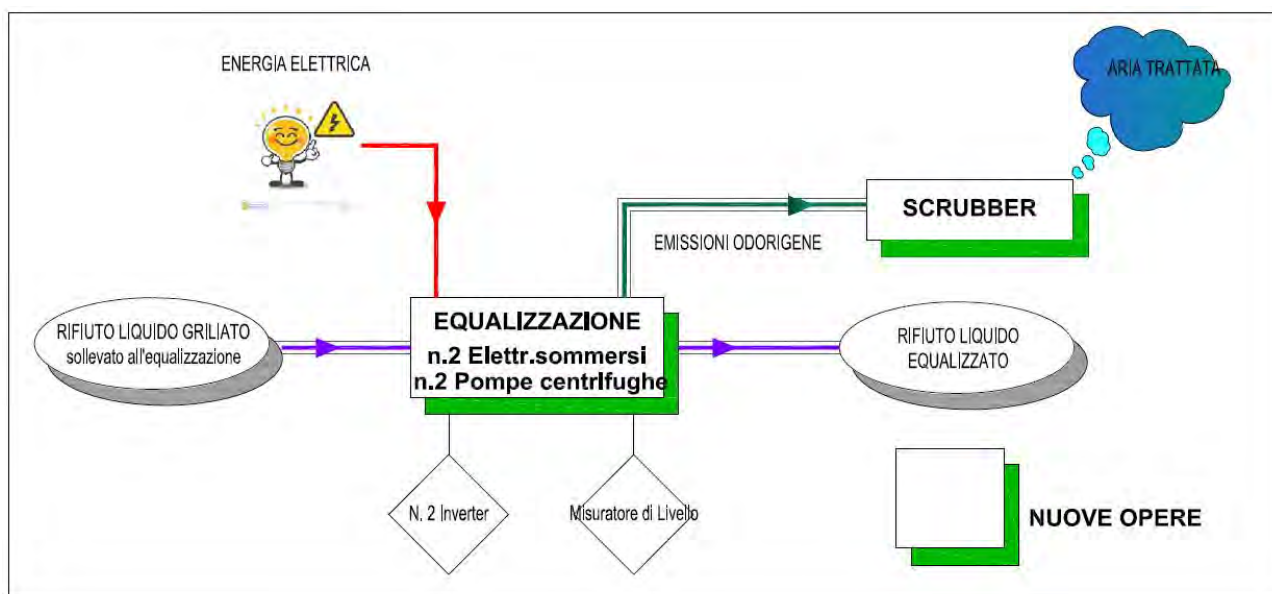 ENERGIA ELETTRICA
ARIA TRATTATA
SCRUBBER
EMISSIONI ODORIGENE
RIFIUTO LIQUIDO GRILIATO
sollevato all'equalizzazione
EQUALIZZAZIONE
n.2 Elettr.sommersi
n.2 Pompe centrIfughe
RIFIUTO LIQUIDO
EQUALIZZATO
N. 2 Inverter
Misuratore di Livello
NUOVE OPERE